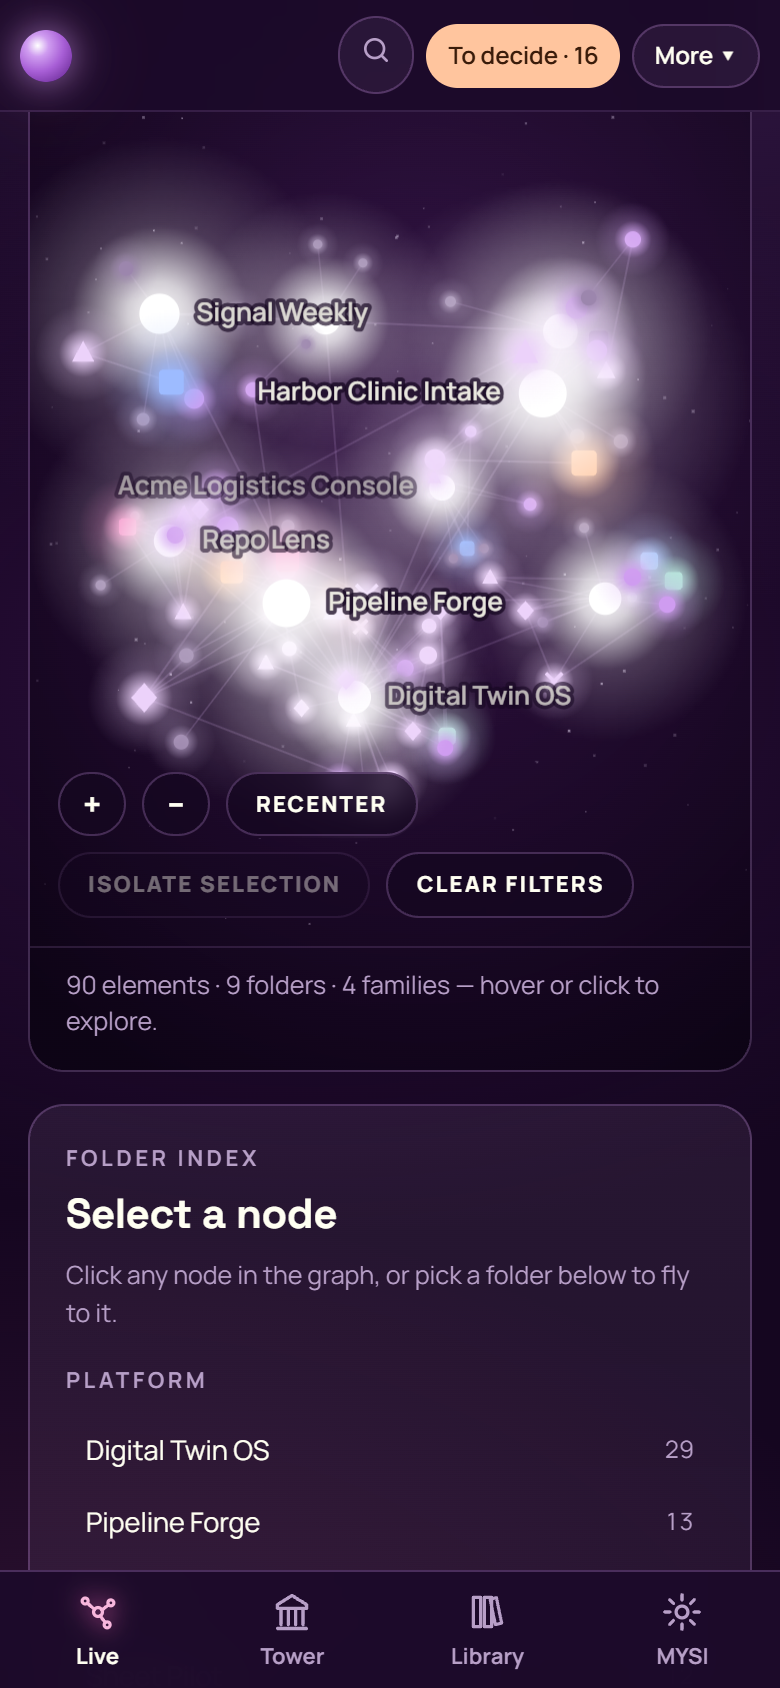 To decide · 16
More ▼
Signal Weekly
Harbor Clinic Intake
Acme Logistics Console
Repo Lens
Pipeline Forge
Digital Twin OS
+
−
RECENTER
ISOLATE SELECTION
CLEAR FILTERS
90 elements · 9 folders · 4 families — hover or click to
explore.
FOLDER INDEX
Select a node
Click any node in the graph, or pick a folder below to fly
to it.
PLATFORM
Digital Twin OS 29
Pipeline Forge 13
Live
Tower
Library
MYSI